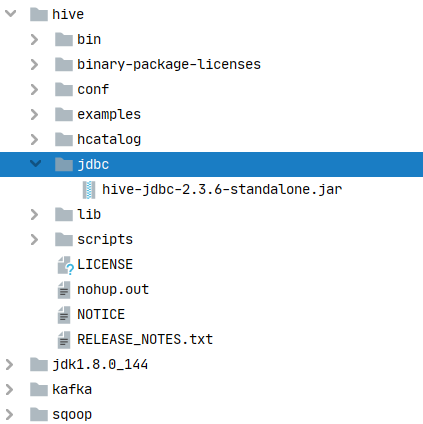 hive
bin
binary-package-licenses
conf
examples
hcatalog
jdbc
hive-jdbc-2.3.6-standalone.jar
lib
scripts
LICENSE
nohup.out
NOTICE
RELEASE_NOTES.txt
jdk1.8.0_144
kafka
sqoop